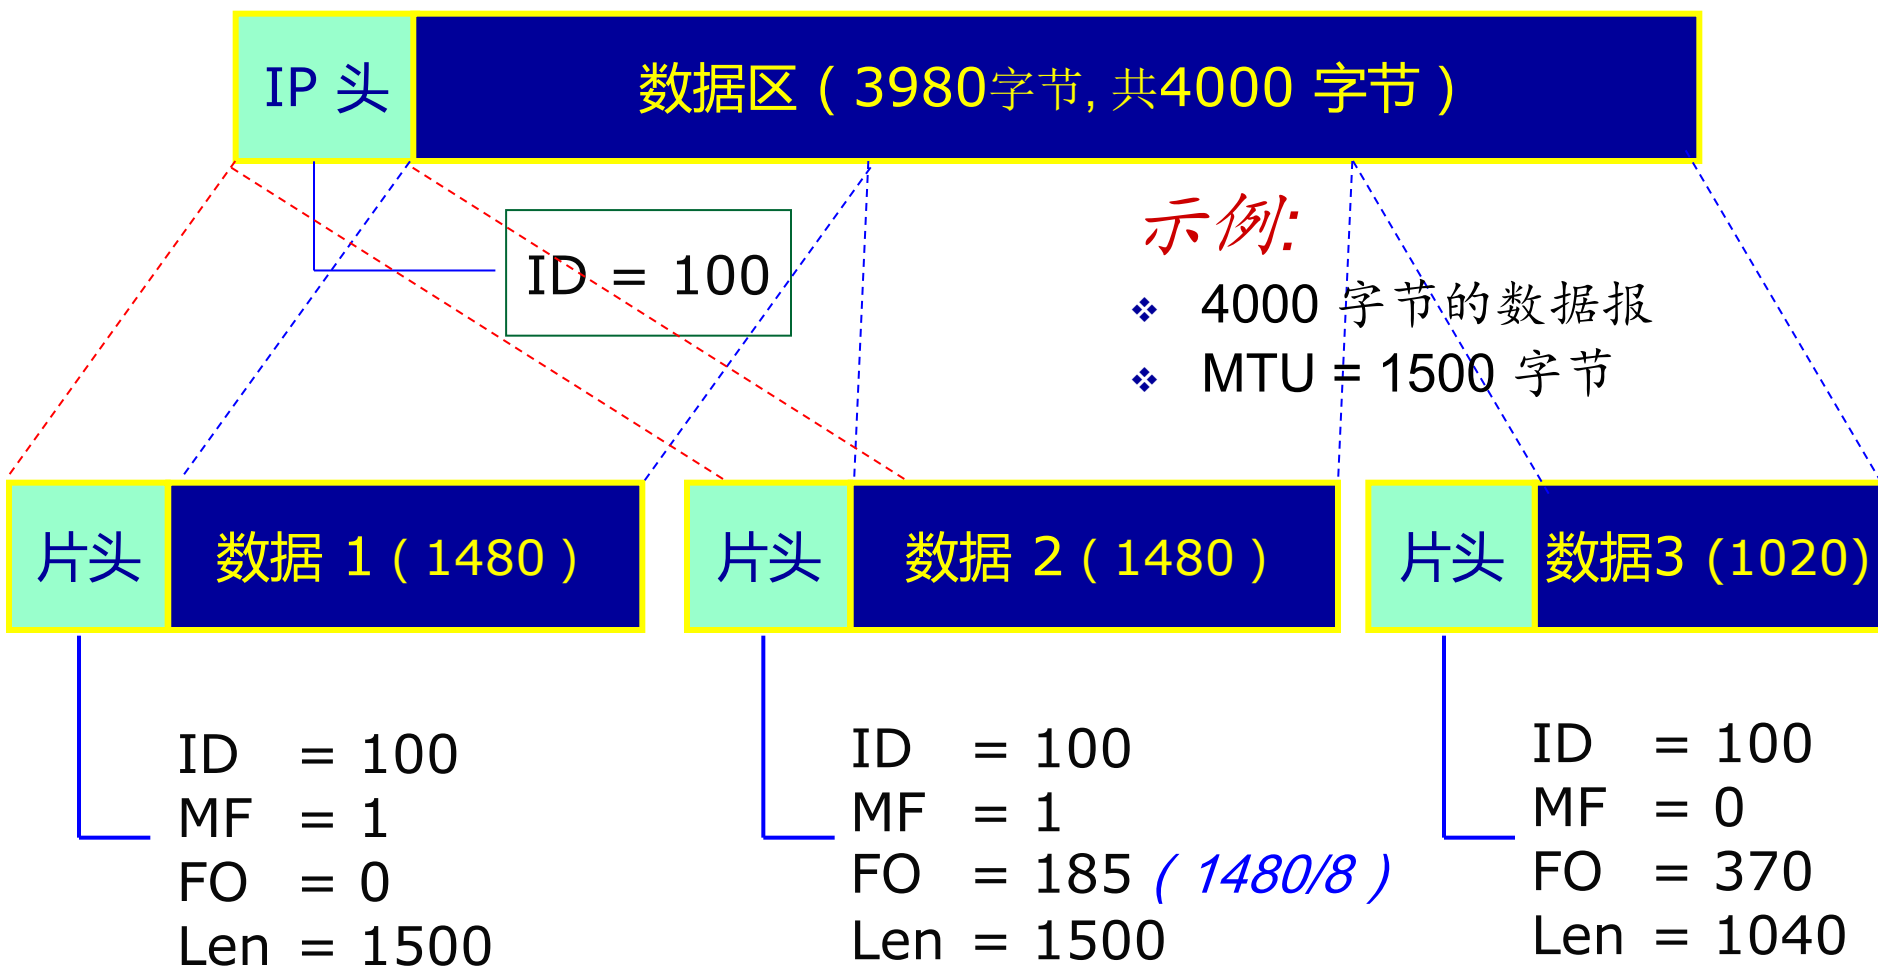 IP 头
数据区（3980字节, 共4000 字节）
ID = 100
示例:
❖ 4000 字节的数据报
❖ MTU = 1500 字节
片头
数据 1（1480）
片头
数据 2（1480）
片头
数据3 (1020)
ID = 100
MF = 1
FO = 0
Len = 1500
ID = 100
MF = 1
FO = 185（1480/8）
Len = 1500
ID = 100
MF = 0
FO = 370
Len = 1040